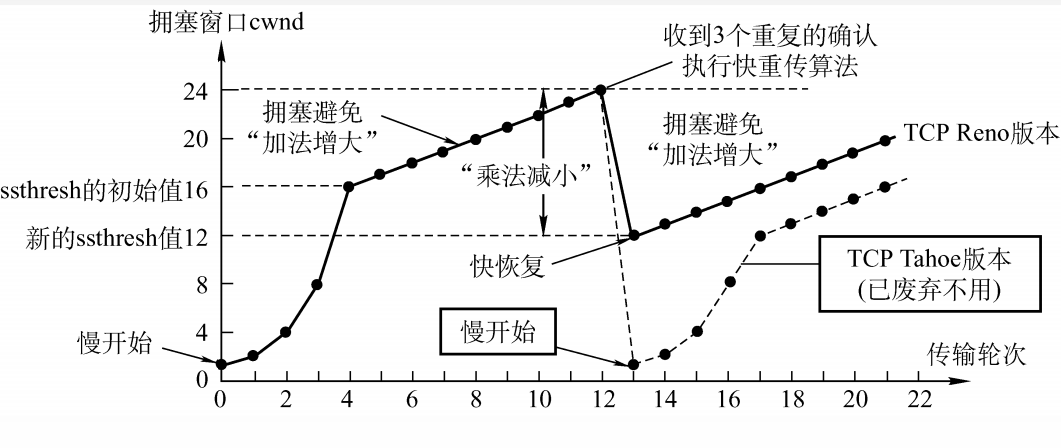 拥塞窗口cwnd
收到3个重复的确认
执行快重传算法
24
拥塞避免
“加法增大”
拥塞避免
“加法增大”
TCP Reno版本
20
“乘法减小”
ssthresh的初始值16
新的ssthresh值12
快恢复
TCP Tahoe版本
(已废弃不用)
8
慢开始
慢开始
4
传输轮次
0
0 2 4 6 8 10 12 14 16 18 20 22